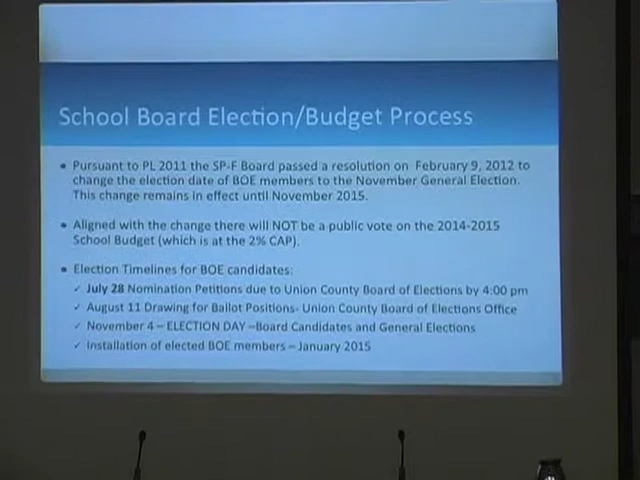 School Board Election/Budget Process
• Pursuant to PL 2011 the SP-F Board passed a resolution on February 9, 2012 to
change the election date of BOE members to the November General Election.
This change remains in effect until November 2015.
• Aligned with the change there will NOT be a public vote on the 2014-2015
School Budget (which is at the 2% CAP).
• Election Timelines for BOE candidates:
✓ July 28 Nomination Petitions due to Union County Board of Elections by 4:00 pm
✓ August 11 Drawing for Ballot Positions- Union County Board of Elections Office
✓ November 4 – ELECTION DAY –Board Candidates and General Elections
✓ Installation of elected BOE members – January 2015